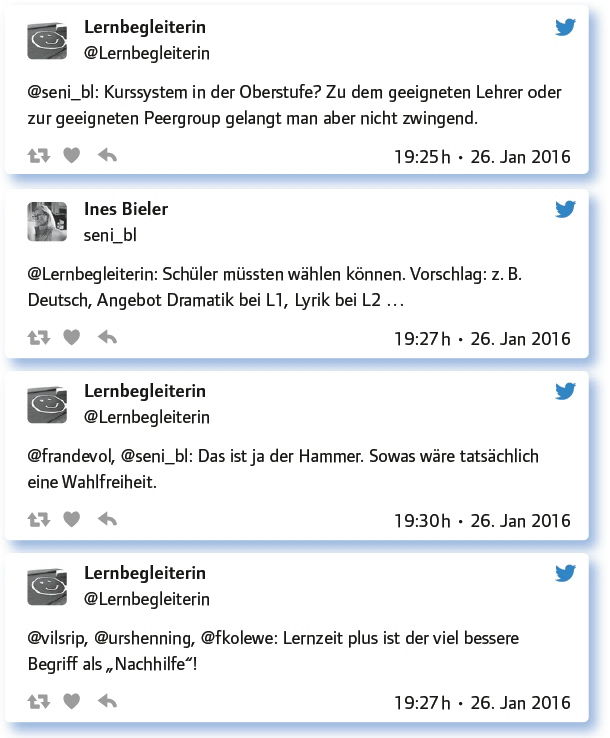 Lernbegleiterin
@Lernbegleiterin
@seni_bl: Kurssystem in der Oberstufe? Zu dem geeigneten Lehrer oder
zur geeigneten Peergroup gelangt man aber nicht zwingend.
19:25 h • 26. Jan 2016
Ines Bieler
seni_bl
@Lernbegleiterin: Schüler müssten wählen können. Vorschlag: z. B.
Deutsch, Angebot Dramatik bei L1, Lyrik bei L2 …
19:27 h • 26. Jan 2016
Lernbegleiterin
@Lernbegleiterin
@frandevol, @seni_bl: Das ist ja der Hammer. Sowas wäre tatsächlich
eine Wahlfreiheit.
19:30 h • 26. Jan 2016
Lernbegleiterin
@Lernbegleiterin
@vilsrip, @urshenning, @fkolewe: Lernzeit plus ist der viel bessere
Begriff als „Nachhilfe“!
19:27 h • 26. Jan 2016